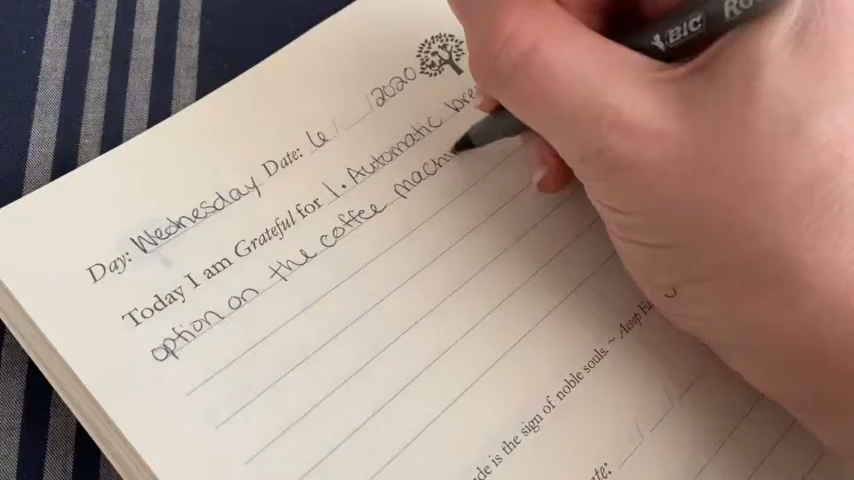 Day: Wednesday Date: 6/ /2020
Today I am Grateful for 1. Automatic
option on the coffee machin
is the sign of noble souls. ~ Aesop
BIC